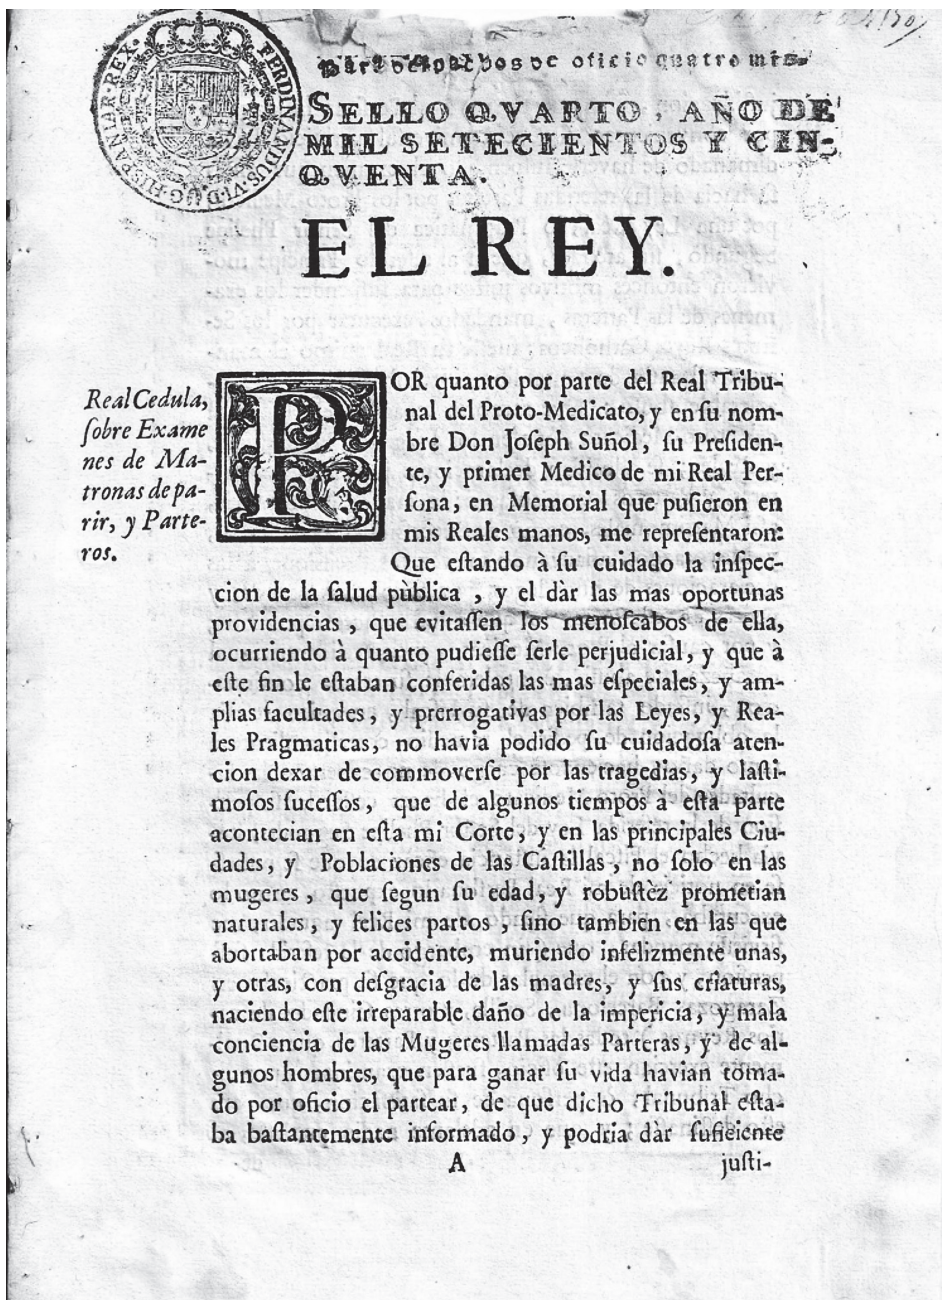 FERDINANDUS.VI.D.G.HISPANIAR.REX.
de oficio quatro mrs.
SELLO QVARTO, AÑO DE
MIL SETECIENTOS Y CIN-
QVENTA.
EL REY.
Real Cedula,
ſobre Exame
nes de Ma-
tronas de pa-
rir, y Parte-
ros.
POR quanto por parte del Real Tribu-
nal del Proto-Medicato, y en ſu nom-
bre Don Joſeph Suñol, ſu Preſiden-
te, y primer Medico de mi Real Per-
ſona, en Memorial que puſieron en
mis Reales manos, me repreſentaron:
Que eſtando à ſu cuidado la inſpec-
cion de la ſalud pùblica, y el dàr las mas oportunas
providencias, que evitaſſen los menoſcabos de ella,
ocurriendo à quanto pudieſſe ſerle perjudicial, y que à
eſte fin le eſtaban conferidas las mas eſpeciales, y am-
plias facultades, y prerrogativas por las Leyes, y Rea-
les Pragmaticas, no havia podido ſu cuidadoſa aten-
cion dexar de commoverſe por las tragedias, y laſti-
moſos ſuceſſos, que de algunos tiempos à eſta parte
acontecian en eſta mi Corte, y en las principales Ciu-
dades, y Poblaciones de las Caſtillas, no ſolo en las
mugeres, que ſegun ſu edad, y robuſtèz prometian
naturales, y felices partos, ſino tambien en las que
abortaban por accidente, muriendo infelizmente unas,
y otras, con deſgracia de las madres, y ſus criaturas,
naciendo eſte irreparable daño de la impericia, y mala
conciencia de las Mugeres llamadas Parteras, y de al-
gunos hombres, que para ganar ſu vida havian toma-
do por oficio el partear, de que dicho Tribunal eſta-
ba baſtantemente informado, y podria dàr ſuficiente
A
juſti-